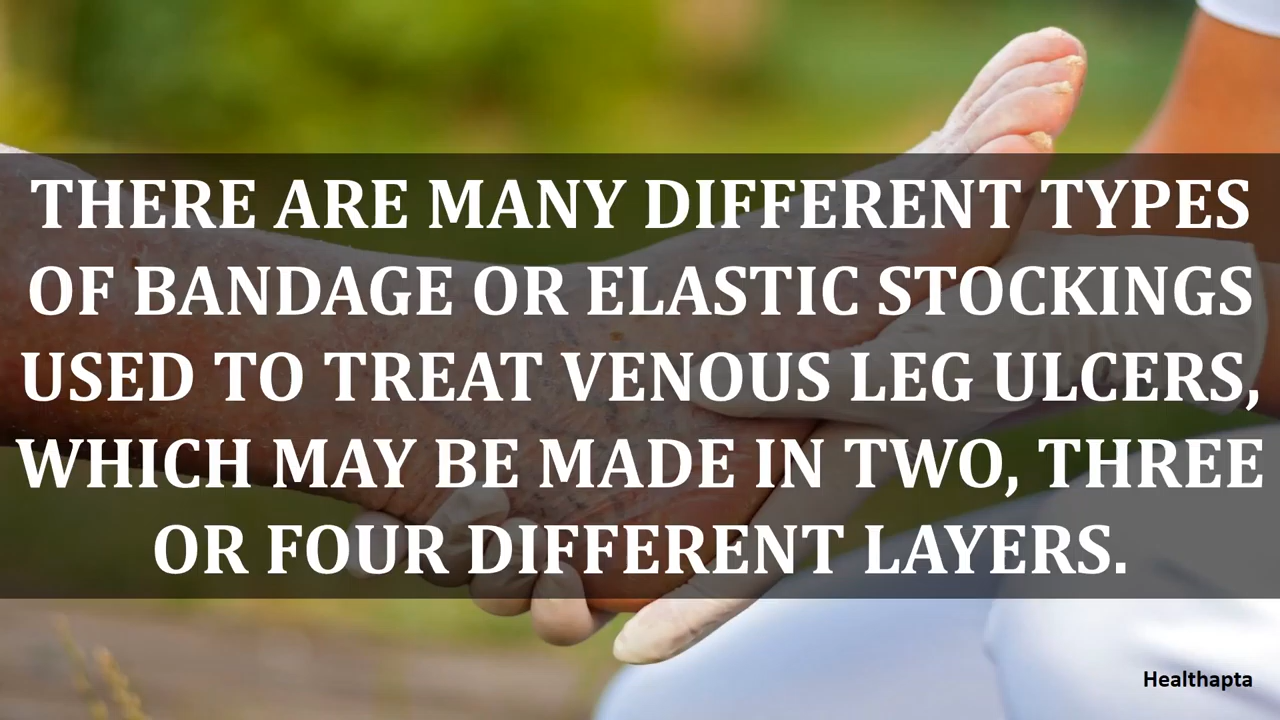 THERE ARE MANY DIFFERENT TYPES
OF BANDAGE OR ELASTIC STOCKINGS
USED TO TREAT VENOUS LEG ULCERS,
WHICH MAY BE MADE IN TWO, THREE
OR FOUR DIFFERENT LAYERS.
Healthapta